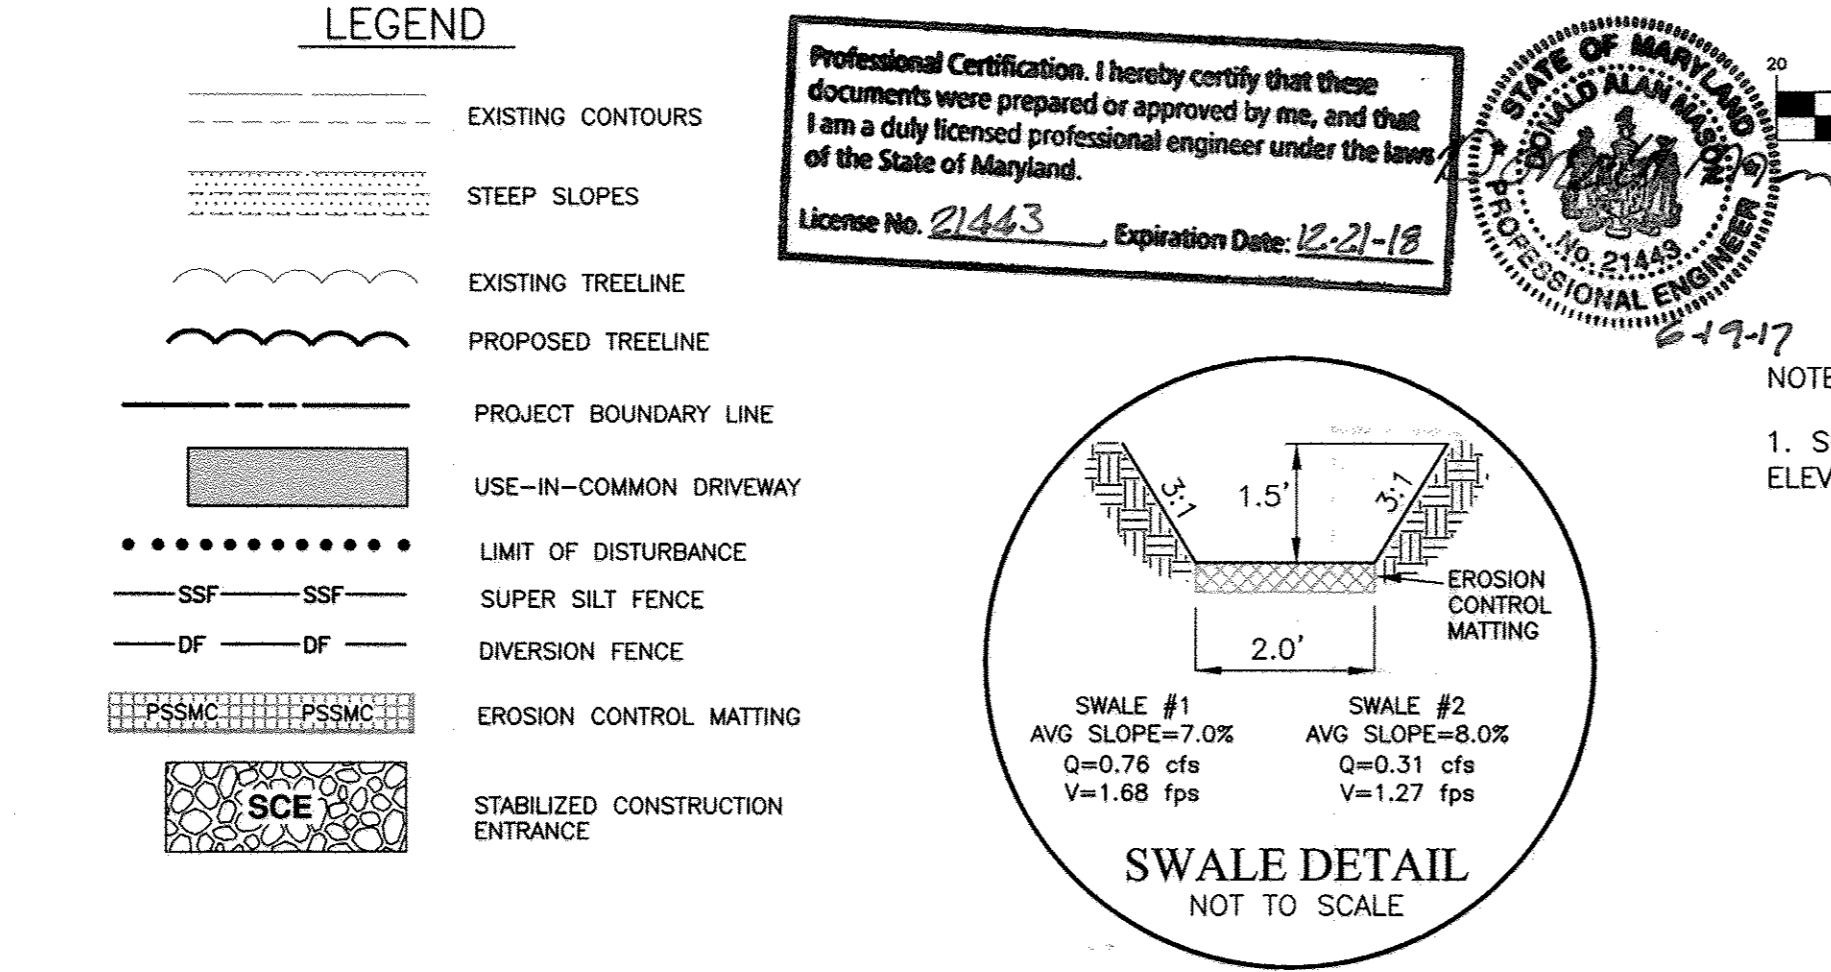 LEGEND
EXISTING CONTOURS
STEEP SLOPES
EXISTING TREELINE
PROPOSED TREELINE
PROJECT BOUNDARY LINE
USE-IN-COMMON DRIVEWAY
LIMIT OF DISTURBANCE
SSF SSF
SUPER SILT FENCE
DF DF
DIVERSION FENCE
PSSMC PSSMC
EROSION CONTROL MATTING
SCE
STABILIZED CONSTRUCTION
ENTRANCE
Professional Certification. I hereby certify that these
documents were prepared or approved by me, and that
I am a duly licensed professional engineer under the laws
of the State of Maryland.
License No. 21443 Expiration Date: 12-21-18
STATE OF MARYLAND
DONALD ALAN MASON
No. 21443
PROFESSIONAL ENGINEER
6-19-17
20
NOTE
1. S
ELEV
3:1
1.5'
3:1
EROSION
CONTROL
MATTING
2.0'
SWALE #1
AVG SLOPE=7.0%
Q=0.76 cfs
V=1.68 fps
SWALE #2
AVG SLOPE=8.0%
Q=0.31 cfs
V=1.27 fps
SWALE DETAIL
NOT TO SCALE